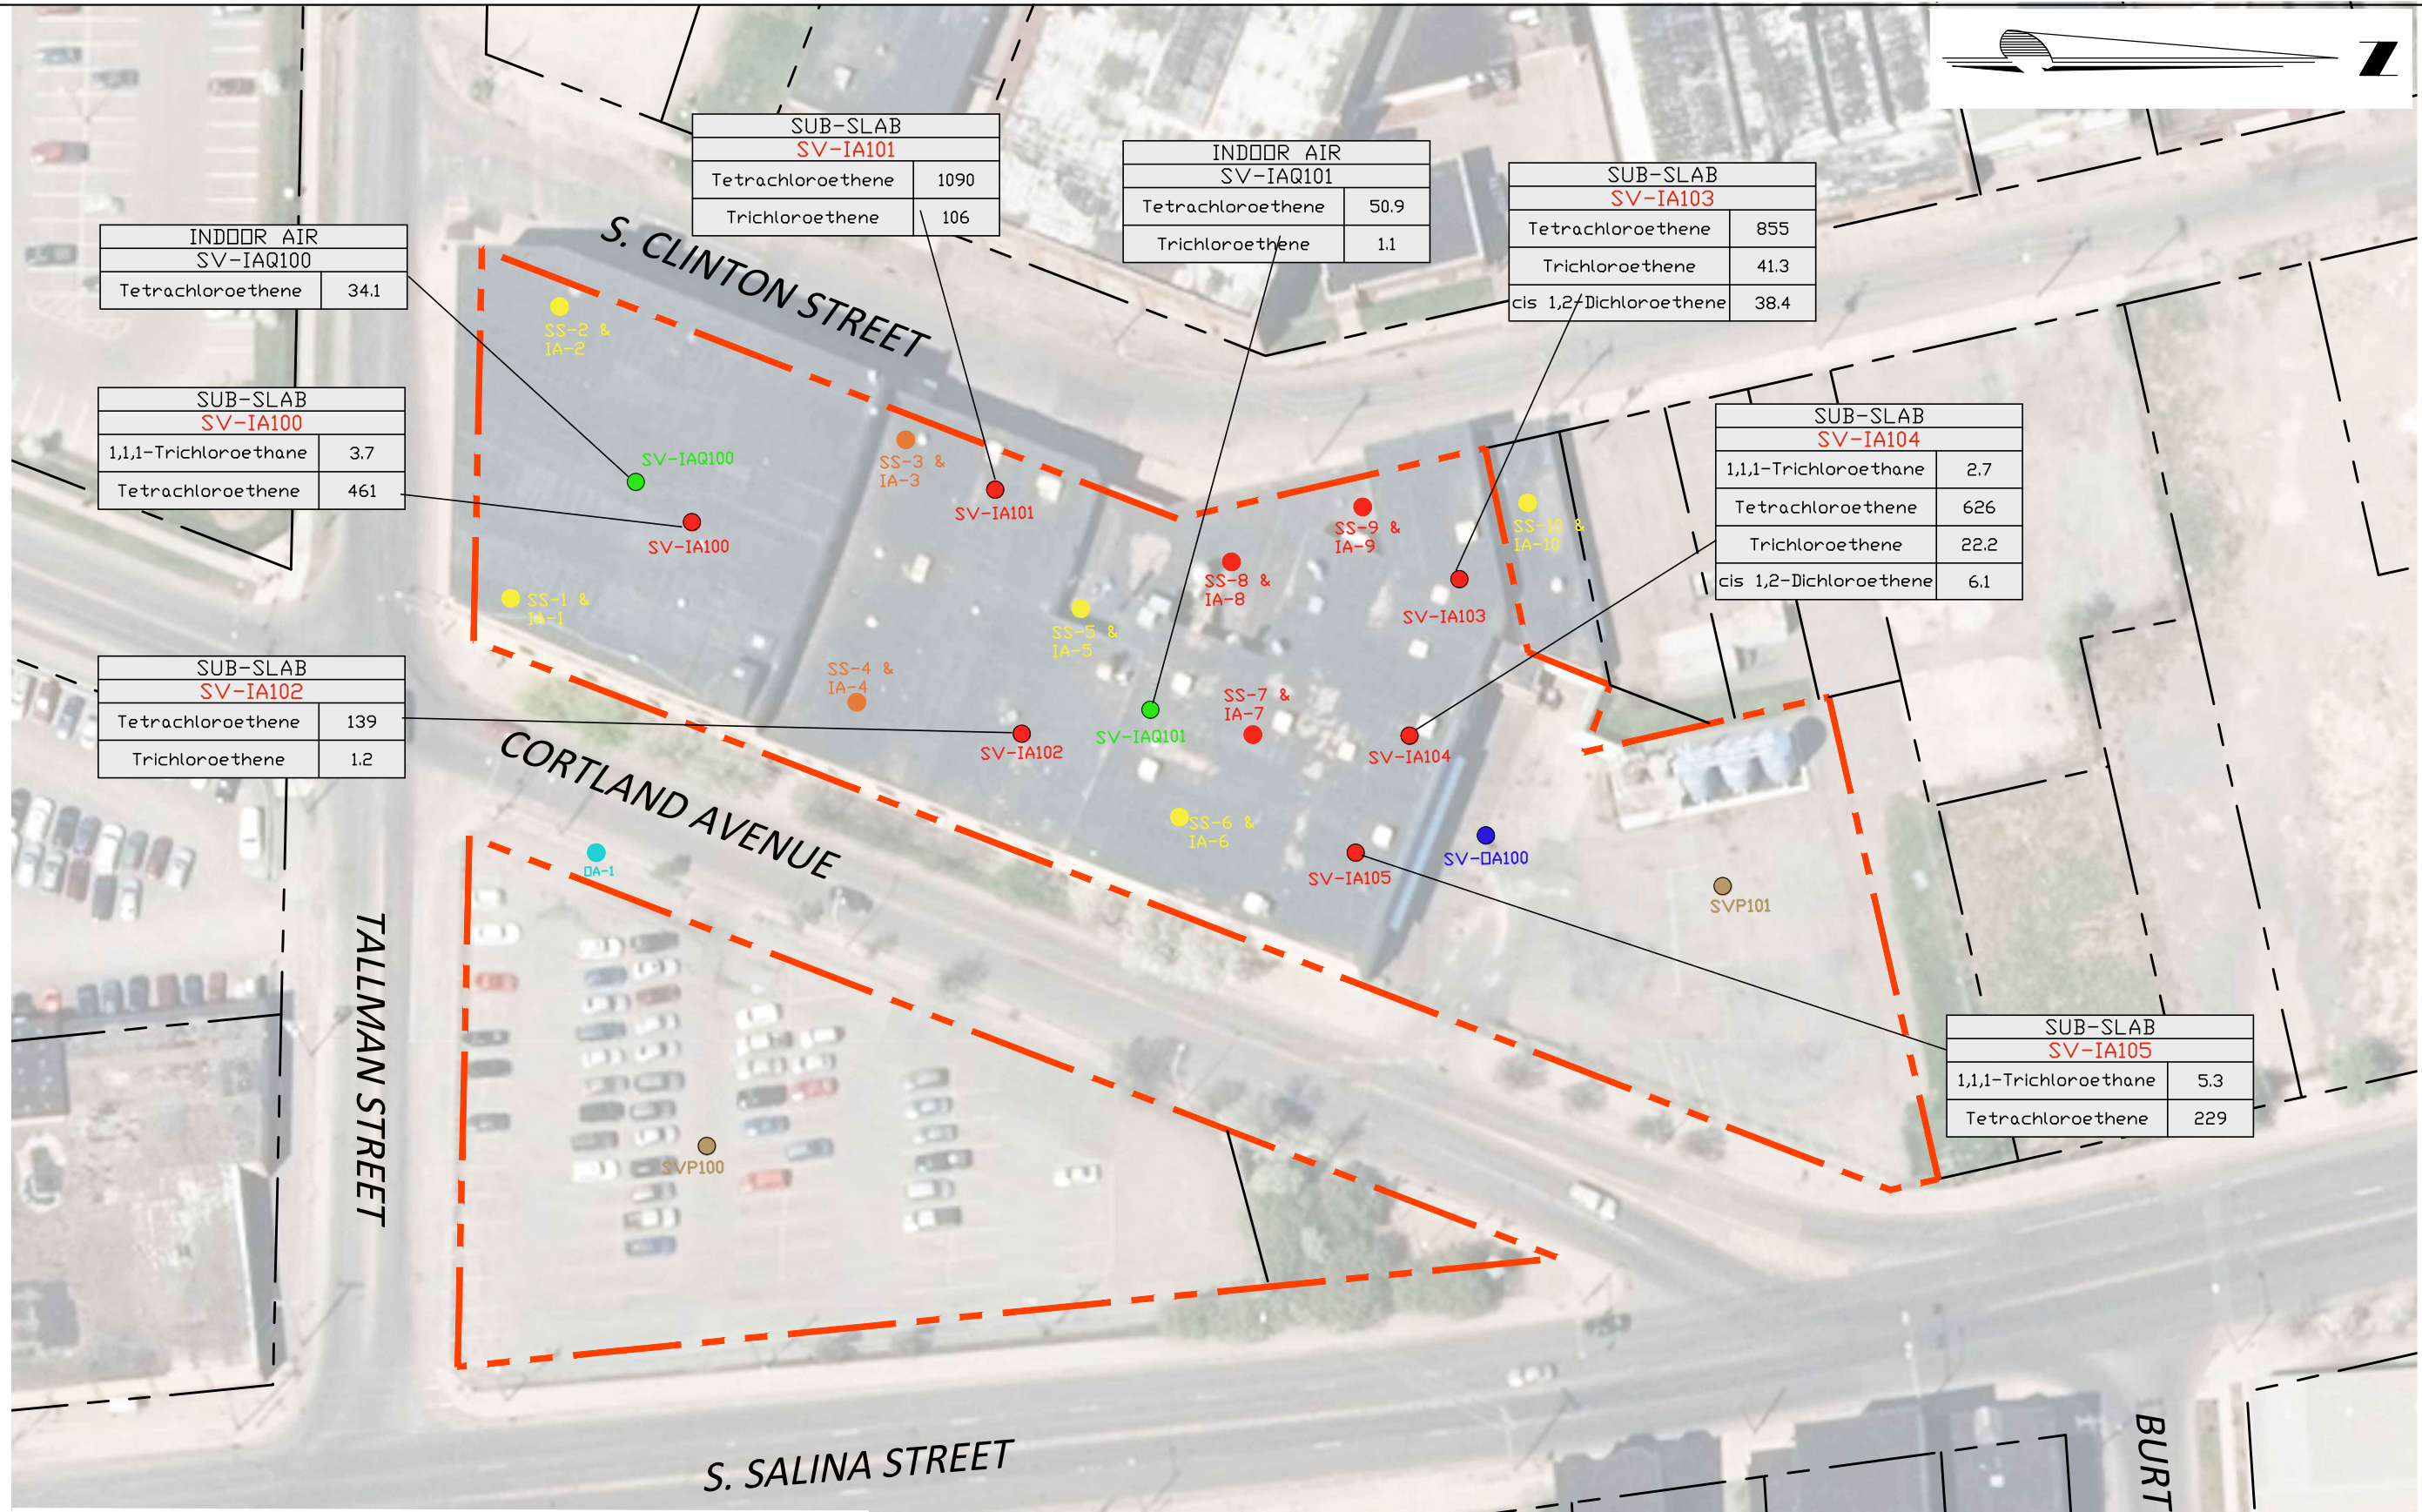 SUB-SLAB
SV-IA101
Tetrachloroethene 1090
Trichloroethene 106
INDOOR AIR
SV-IAQ101
Tetrachloroethene 50.9
Trichloroethene 1.1
SUB-SLAB
SV-IA103
Tetrachloroethene 855
Trichloroethene 41.3
cis 1,2-Dichloroethene 38.4
INDOOR AIR
SV-IAQ100
Tetrachloroethene 34.1
SUB-SLAB
SV-IA100
1,1,1-Trichloroethane 3.7
Tetrachloroethene 461
SUB-SLAB
SV-IA104
1,1,1-Trichloroethane 2.7
Tetrachloroethene 626
Trichloroethene 22.2
cis 1,2-Dichloroethene 6.1
SUB-SLAB
SV-IA102
Tetrachloroethene 139
Trichloroethene 1.2
SUB-SLAB
SV-IA105
1,1,1-Trichloroethane 5.3
Tetrachloroethene 229
Z
S. CLINTON STREET
SS-2 &
IA-2
SV-IAQ100
SV-IA100
SS-1 &
IA-1
SS-3 &
IA-3
SV-IA101
SS-4 &
IA-4
SS-5 &
IA-5
SV-IA102
SV-IAQ101
SS-9 &
IA-9
SS-8 &
IA-8
SS-7 &
IA-7
SS-10 &
IA-10
SV-IA103
SV-IA104
SS-6 &
IA-6
SV-IA105
SV-OA100
SVP101
CORTLAND AVENUE
OA-1
TALLMAN STREET
SVP100
S. SALINA STREET
BURT